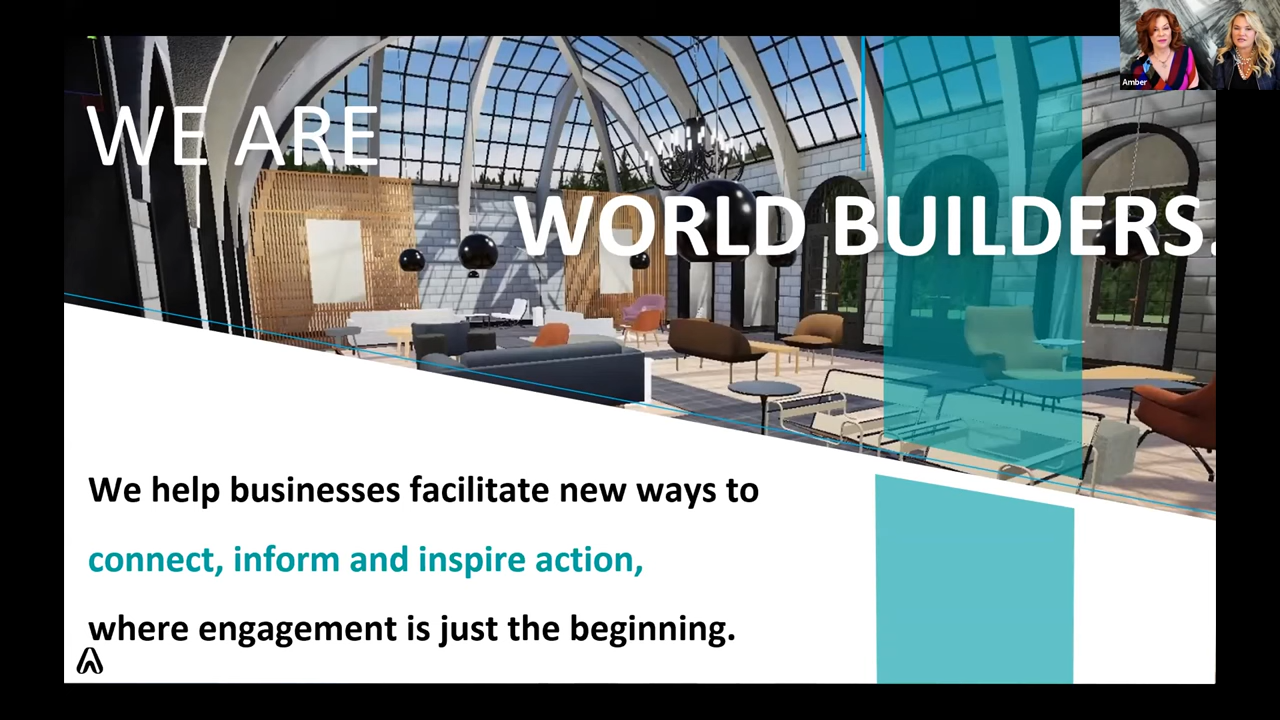 Amber
WE ARE
WORLD BUILDERS.
We help businesses facilitate new ways to
connect, inform and inspire action,
where engagement is just the beginning.